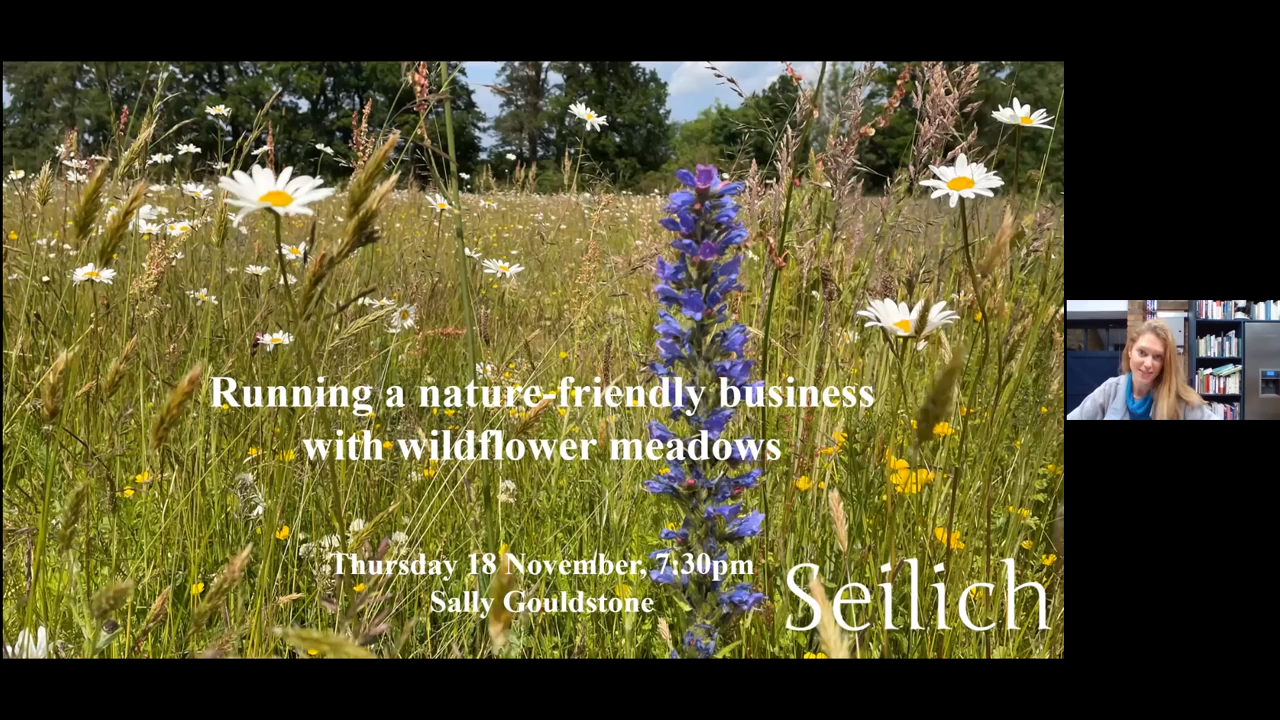 Running a nature-friendly business
with wildflower meadows
Thursday 18 November, 7.30pm
Sally Gouldstone
Seilich